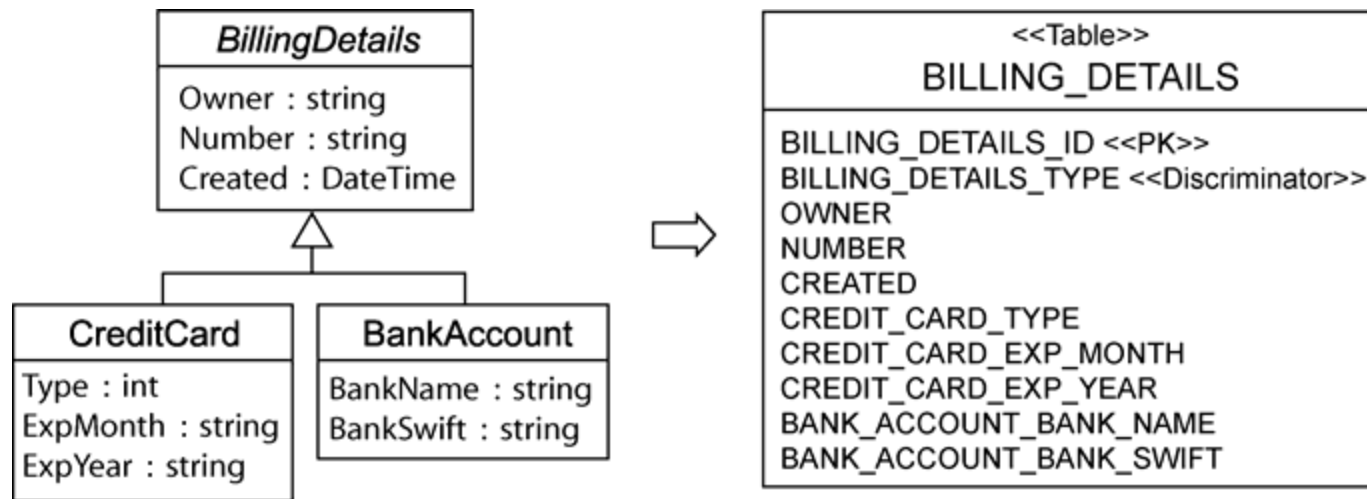 BillingDetails
Owner : string
Number : string
Created : DateTime
CreditCard
Type : int
ExpMonth : string
ExpYear : string
BankAccount
BankName : string
BankSwift : string
<<Table>>
BILLING_DETAILS
BILLING_DETAILS_ID <<PK>>
BILLING_DETAILS_TYPE <<Discriminator>>
OWNER
NUMBER
CREATED
CREDIT_CARD_TYPE
CREDIT_CARD_EXP_MONTH
CREDIT_CARD_EXP_YEAR
BANK_ACCOUNT_BANK_NAME
BANK_ACCOUNT_BANK_SWIFT